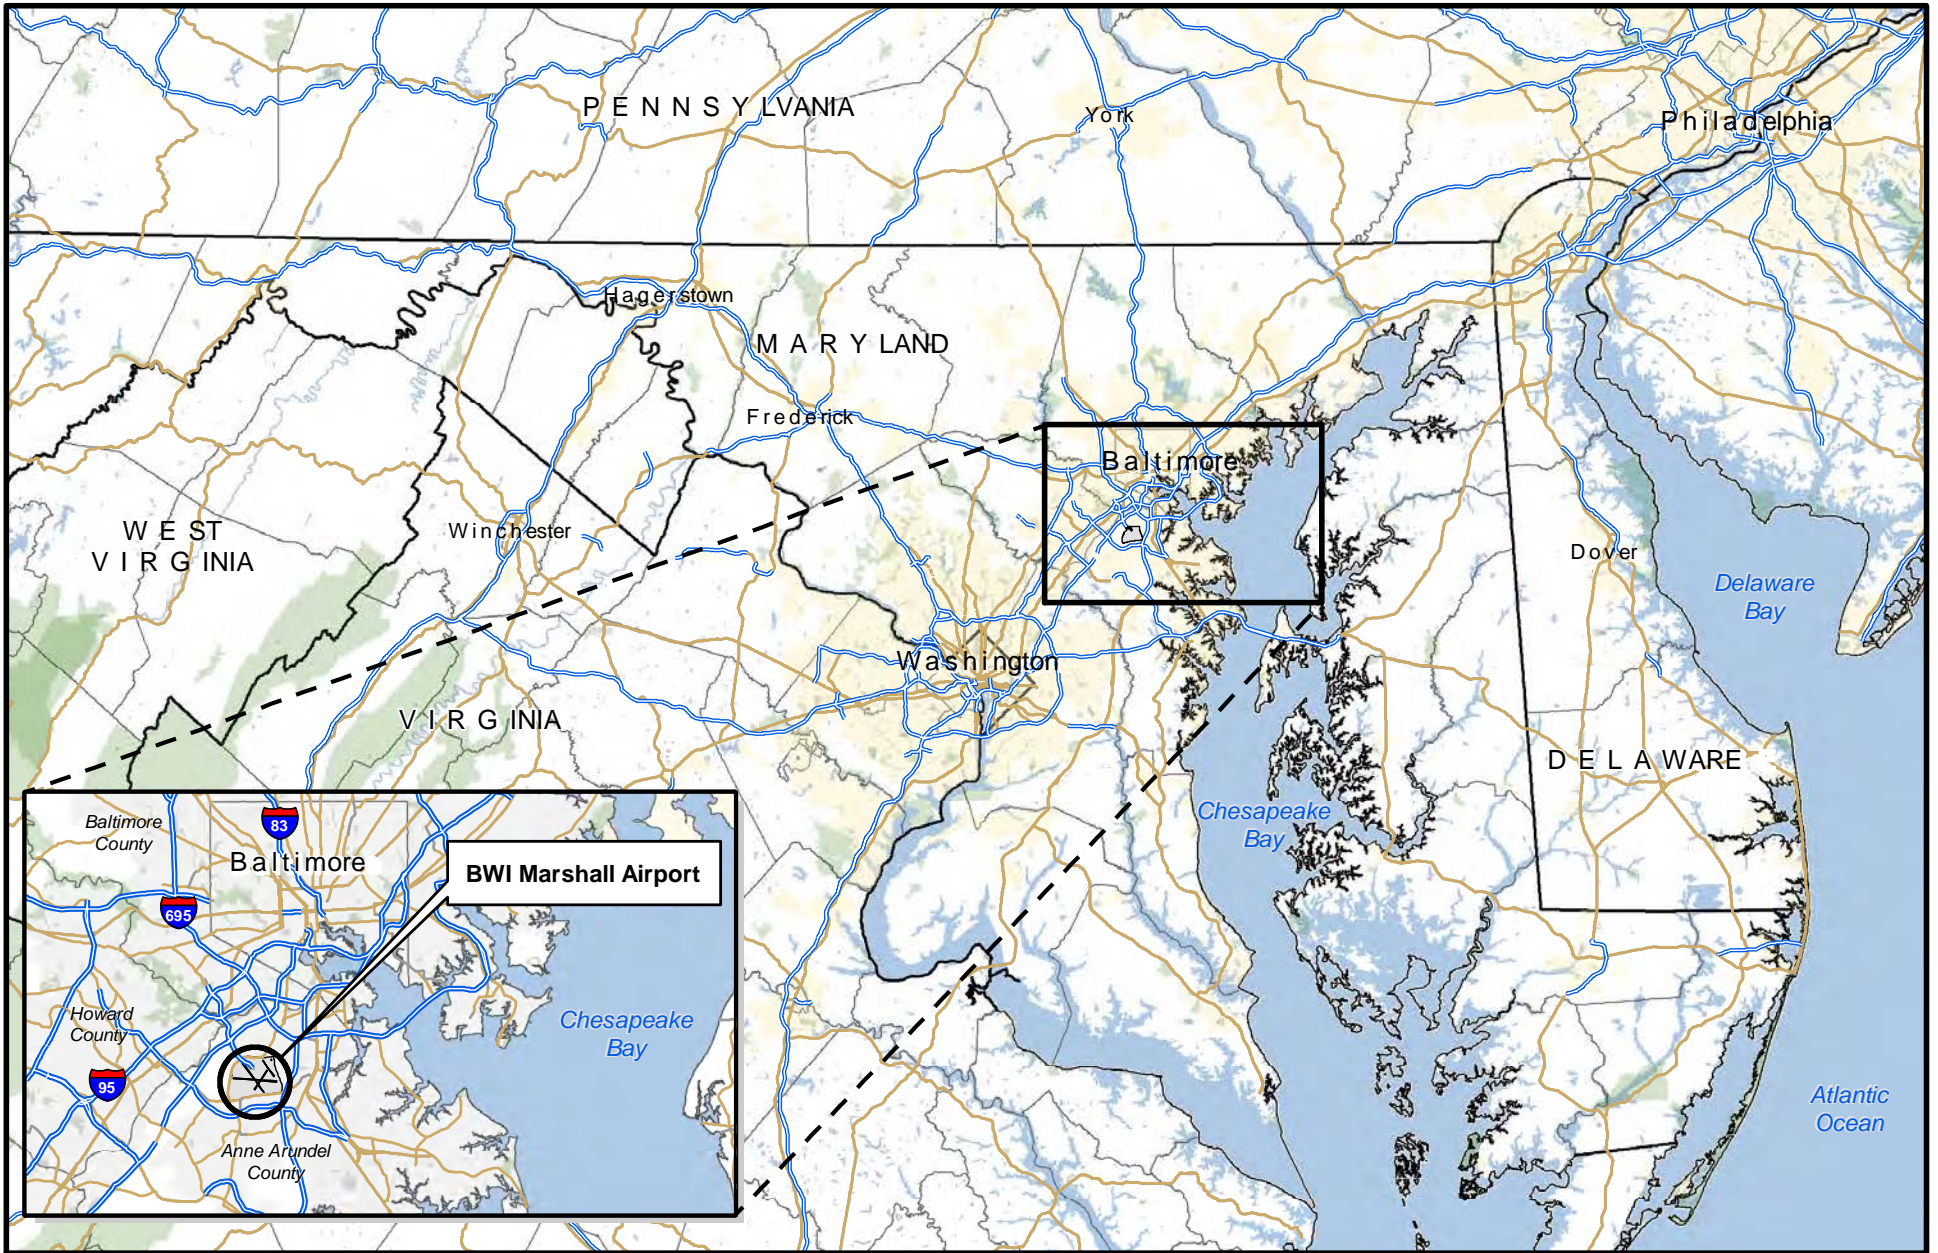 PENNSYLVANIA
York
Philadelphia
Hagerstown
MARYLAND
Frederick
Baltimore
WEST
VIRGINIA
Winchester
Dover
Delaware
Bay
Washington
VIRGINIA
DELAWARE
Chesapeake
Bay
Atlantic
Ocean
Baltimore
County
83
Baltimore
BWI Marshall Airport
695
Howard
County
Chesapeake
Bay
95
Anne Arundel
County